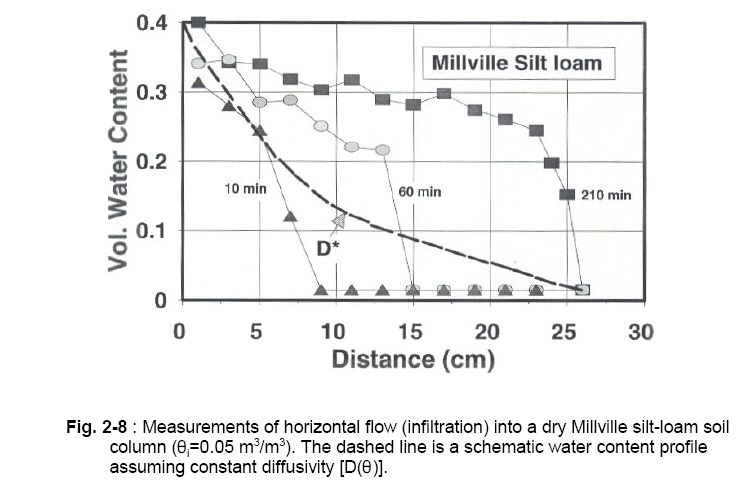 0.4
Millville Silt loam
0.3
Vol. Water Content
0.2
10 min
60 min
210 min
0.1
D*
0
0 5 10 15 20 25 30
Distance (cm)
Fig. 2-8 : Measurements of horizontal flow (infiltration) into a dry Millville silt-loam soil
column (θᵢ=0.05 m³/m³). The dashed line is a schematic water content profile
assuming constant diffusivity [D(θ)].